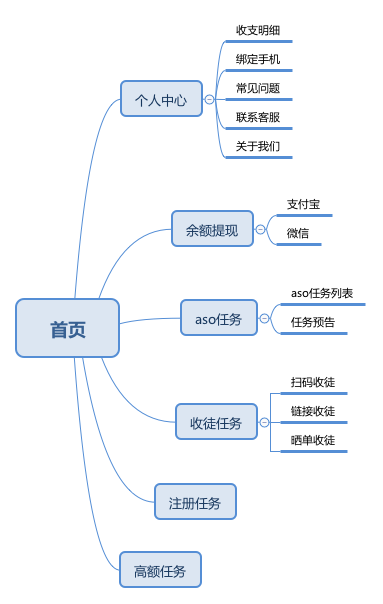 首页
个人中心
收支明细
绑定手机
常见问题
联系客服
关于我们
余额提现
支付宝
微信
aso任务
aso任务列表
任务预告
收徒任务
扫码收徒
链接收徒
晒单收徒
注册任务
高额任务